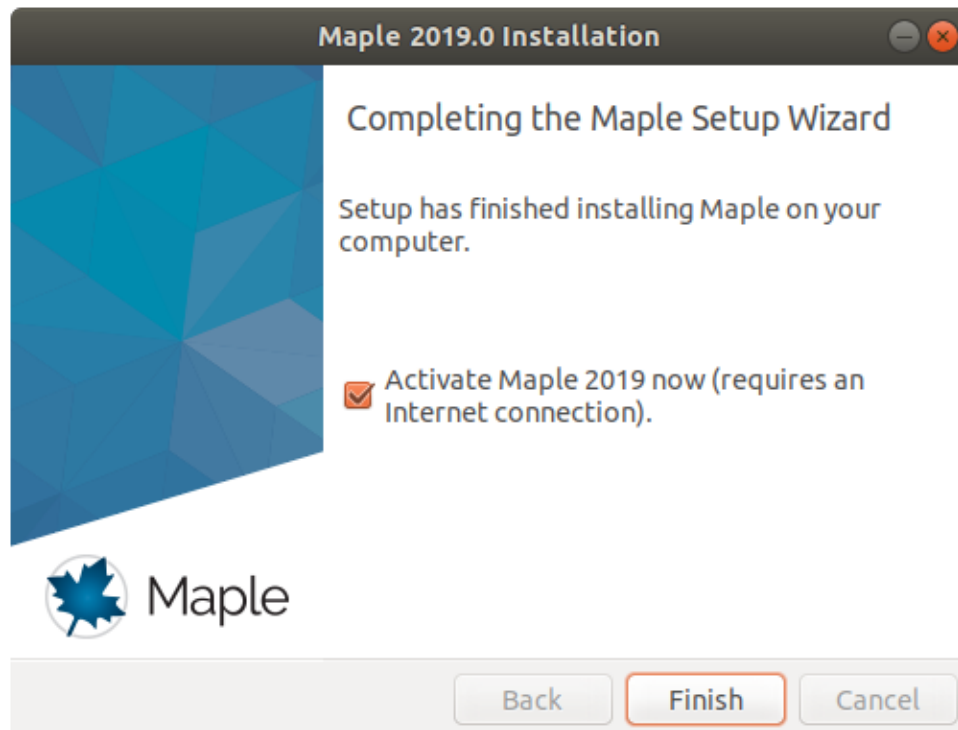 Maple 2019.0 Installation
Completing the Maple Setup Wizard
Setup has finished installing Maple on your
computer.
Activate Maple 2019 now (requires an
Internet connection).
Maple
Back
Finish
Cancel